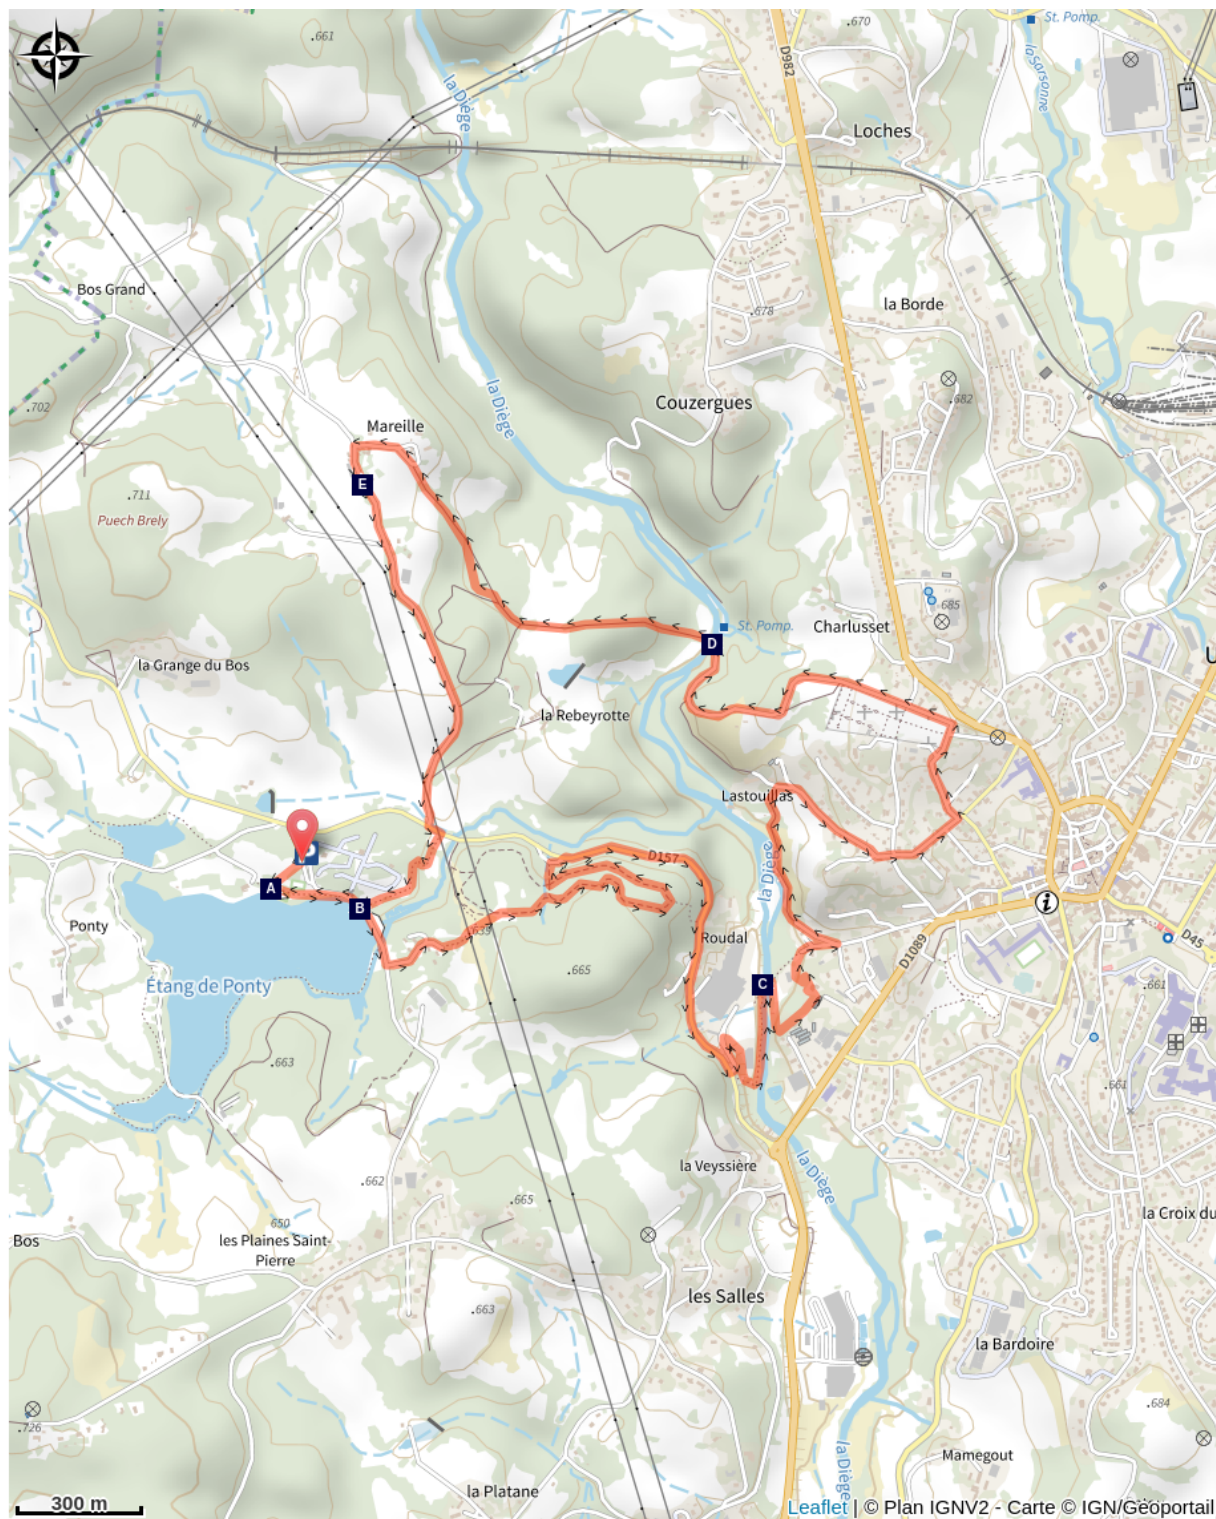 St. Pomp.
.670
.661
D982
la Sarsonne
la Diège
Loches
Bos Grand
la Borde
.678
la Diège
.682
.702
Couzergues
Mareille
E
.711
Puech Brely
.685
St. Pomp.
Charlusset
D
U
la Grange du Bos
la Rebeyrotte
Lastouillas
D157
la Diège
A
B
i
Ponty
639
Roudal
D1089
D45
.665
C
.661
Étang de Ponty
.663
.661
la Veyssière
la Diège
.662
.665
la Croix du
650
Bos
les Plaines Saint-
Pierre
les Salles
.663
la Bardoire
.684
.726
Mamegout
la Diège
la Platane
300 m
Leaflet | © Plan IGNV2 - Carte © IGN/Géoportail